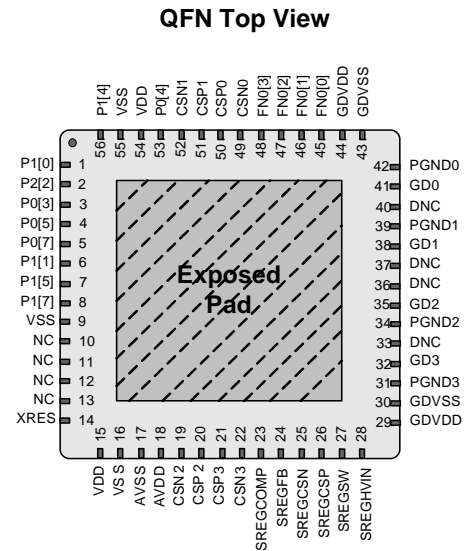 QFN Top View
P1[4]
VSS
VDD
P0[4]
CSN1
CSP1
CSP0
CSN0
FN0[3]
FN0[2]
FN0[1]
FN0[0]
GDVDD
GDVSS
56
55
54
53
52
51
50
49
48
47
46
45
44
43
P1[0] 1
P2[2] 2
P0[3] 3
P0[5] 4
P0[7] 5
P1[1] 6
P1[5] 7
P1[7] 8
VSS 9
NC 10
NC 11
NC 12
NC 13
XRES 14
Exposed
Pad
42 PGND0
41 GD0
40 DNC
39 PGND1
38 GD1
37 DNC
36 DNC
35 GD2
34 PGND2
33 DNC
32 GD3
31 PGND3
30 GDVSS
29 GDVDD
15
16
17
18
19
20
21
22
23
24
25
26
27
28
VDD
VSS
AVSS
AVDD
CSN2
CSP2
CSP3
CSN3
SREGCOMP
SREGFB
SREGCSN
SREGCSP
SREGSW
SREGHVIN